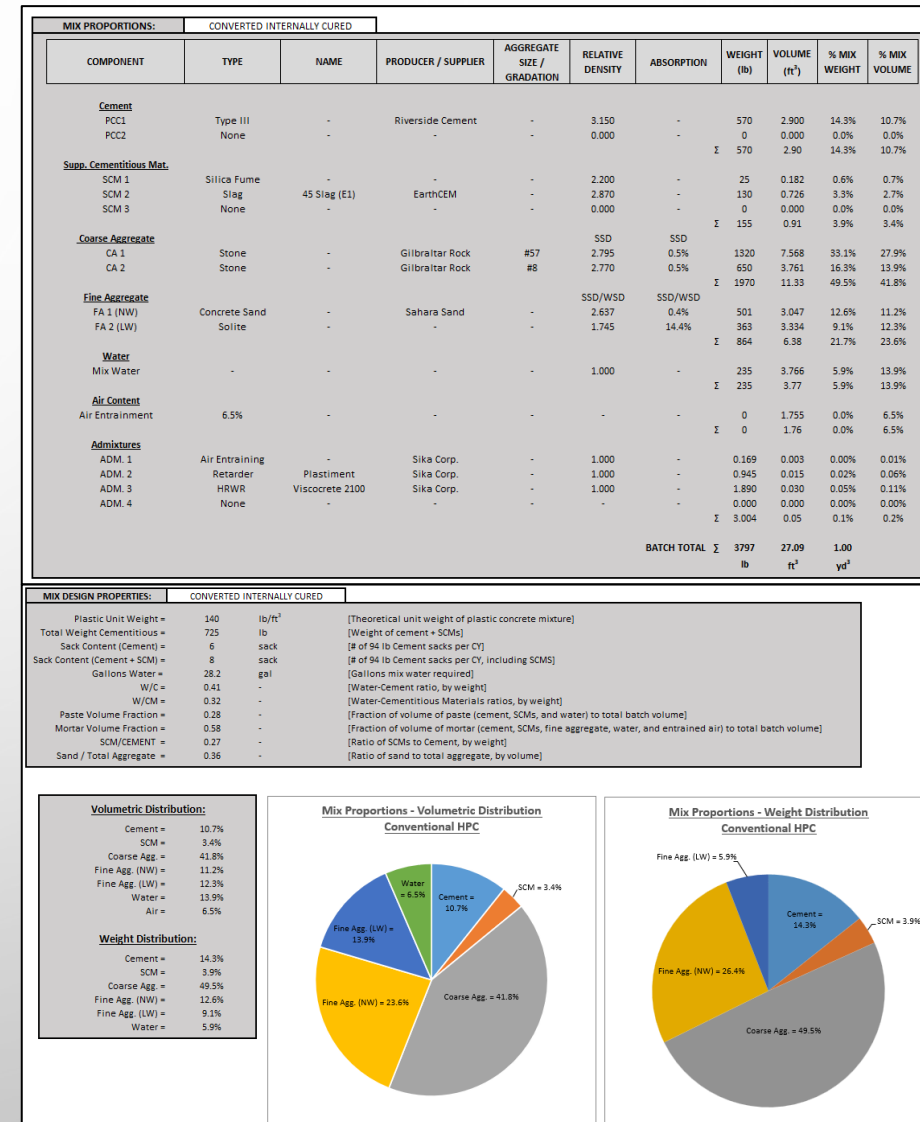 MIX PROPORTIONS: CONVERTED INTERNALLY CURED
COMPONENT TYPE NAME PRODUCER / SUPPLIER AGGREGATE SIZE / GRADATION RELATIVE DENSITY ABSORPTION WEIGHT (lb) VOLUME (ft³) % MIX WEIGHT % MIX VOLUME
Cement
PCC1 Type III - Riverside Cement - 3.150 - 570 2.900 14.3% 10.7%
PCC2 None - - - 0.000 - 0 0.000 0.0% 0.0%
Σ 570 2.90 14.3% 10.7%
Supp. Cementitious Mat.
SCM 1 Silica Fume - - - 2.200 - 25 0.182 0.6% 0.7%
SCM 2 Slag 45 Slag (E1) EarthCEM - 2.870 - 130 0.726 3.3% 2.7%
SCM 3 None - - - 0.000 - 0 0.000 0.0% 0.0%
Σ 155 0.91 3.9% 3.4%
Coarse Aggregate SSD SSD
CA 1 Stone - Gilbraltar Rock #57 2.795 0.5% 1320 7.568 33.1% 27.9%
CA 2 Stone - Gilbraltar Rock #8 2.770 0.5% 650 3.761 16.3% 13.9%
Σ 1970 11.33 49.5% 41.8%
Fine Aggregate SSD/WSD SSD/WSD
FA 1 (NW) Concrete Sand - Sahara Sand - 2.637 0.4% 501 3.047 12.6% 11.2%
FA 2 (LW) Solite - - - 1.745 14.4% 363 3.334 9.1% 12.3%
Σ 864 6.38 21.7% 23.6%
Water
Mix Water - - - - 1.000 - 235 3.766 5.9% 13.9%
Σ 235 3.77 5.9% 13.9%
Air Content
Air Entrainment 6.5% - - - - - 0 1.755 0.0% 6.5%
Σ 0 1.76 0.0% 6.5%
Admixtures
ADM. 1 Air Entraining - Sika Corp. - 1.000 - 0.169 0.003 0.00% 0.01%
ADM. 2 Retarder Plastiment Sika Corp. - 1.000 - 0.945 0.015 0.02% 0.06%
ADM. 3 HRWR Viscocrete 2100 Sika Corp. - 1.000 - 1.890 0.030 0.05% 0.11%
ADM. 4 None - - - - - 0.000 0.000 0.00% 0.00%
Σ 3.004 0.05 0.1% 0.2%
BATCH TOTAL Σ 3797 27.09 1.00
lb ft³ yd³
MIX DESIGN PROPERTIES: CONVERTED INTERNALLY CURED
Plastic Unit Weight = 140 lb/ft³ [Theoretical unit weight of plastic concrete mixture]
Total Weight Cementitious = 725 lb [Weight of cement + SCMs]
Sack Content (Cement) = 6 sack [# of 94 lb Cement sacks per CY]
Sack Content (Cement + SCM) = 8 sack [# of 94 lb Cement sacks per CY, including SCMS]
Gallons Water = 28.2 gal [Gallons mix water required]
W/C = 0.41 - [Water-Cement ratio, by weight]
W/CM = 0.32 - [Water-Cementitious Materials ratios, by weight]
Paste Volume Fraction = 0.28 - [Fraction of volume of paste (cement, SCMs, and water) to total batch volume]
Mortar Volume Fraction = 0.58 - [Fraction of volume of mortar (cement, SCMs, fine aggregate, water, and entrained air) to total batch volume]
SCM/CEMENT = 0.27 - [Ratio of SCMs to Cement, by weight]
Sand / Total Aggregate = 0.36 - [Ratio of sand to total aggregate, by volume]
Volumetric Distribution:
Cement = 10.7%
SCM = 3.4%
Coarse Agg. = 41.8%
Fine Agg. (NW) = 11.2%
Fine Agg. (LW) = 12.3%
Water = 13.9%
Air = 6.5%
Weight Distribution:
Cement = 14.3%
SCM = 3.9%
Coarse Agg. = 49.5%
Fine Agg. (NW) = 12.6%
Fine Agg. (LW) = 9.1%
Water = 5.9%
Mix Proportions - Volumetric Distribution
Conventional HPC
Water
= 6.5%
Cement =
10.7%
SCM = 3.4%
Fine Agg. (LW) =
13.9%
Fine Agg. (NW) = 23.6%
Coarse Agg. = 41.8%
Mix Proportions - Weight Distribution
Conventional HPC
Fine Agg. (LW) = 5.9%
Cement =
14.3%
SCM = 3.9%
Fine Agg. (NW) = 26.4%
Coarse Agg. = 49.5%